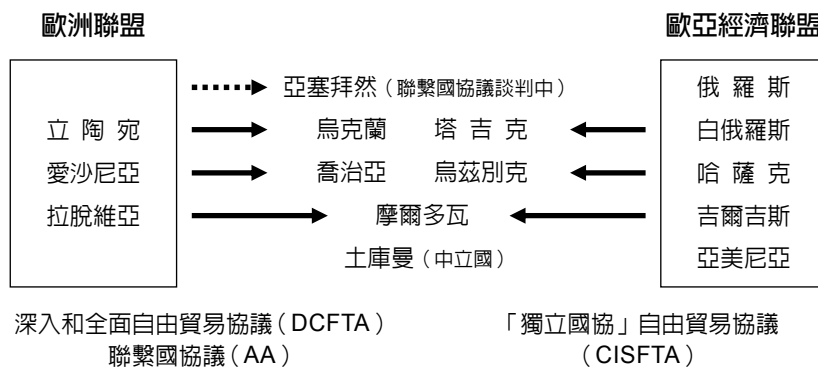 歐洲聯盟 歐亞經濟聯盟
亞塞拜然（聯繫國協議談判中） 俄羅斯
立陶宛 烏克蘭 塔吉克 白俄羅斯
愛沙尼亞 喬治亞 烏茲別克 哈薩克
拉脫維亞 摩爾多瓦 吉爾吉斯
土庫曼（中立國） 亞美尼亞
深入和全面自由貿易協議（DCFTA） 「獨立國協」自由貿易協議
聯繫國協議（AA） （CISFTA）